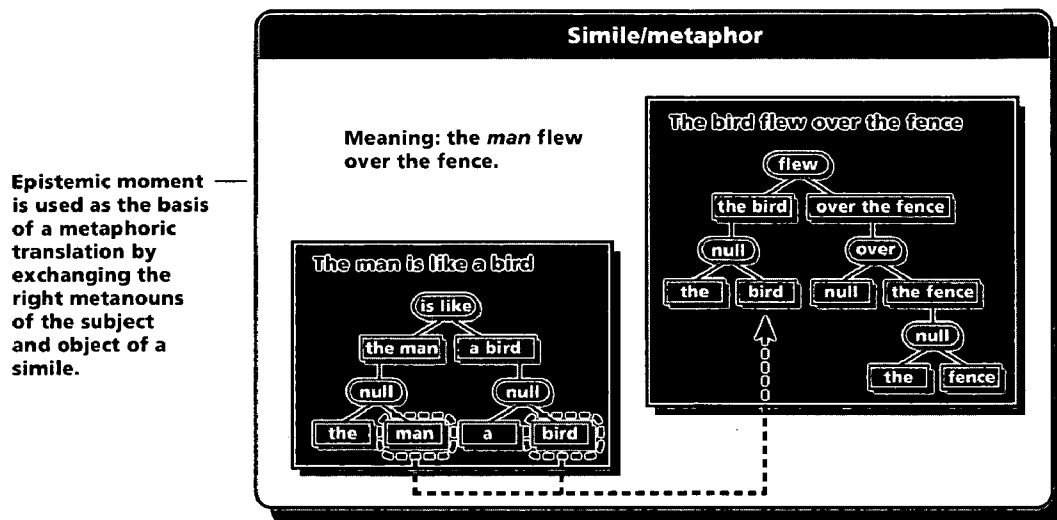 Simile/metaphor
Epistemic moment
is used as the basis
of a metaphoric
translation by
exchanging the
right metanouns
of the subject
and object of a
simile.
Meaning: the man flew
over the fence.
The man is like a bird
is like
the man a bird
null null
the man a bird
The bird flew over the fence
flew
the bird over the fence
null over
the bird null the fence
null
the fence